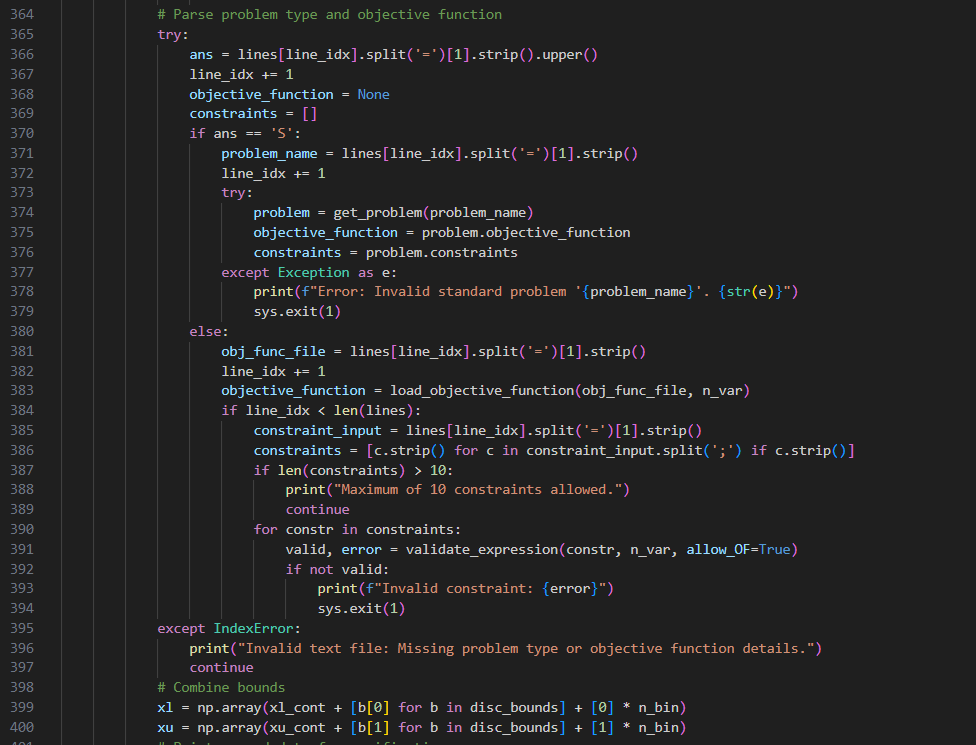 364 # Parse problem type and objective function
365 try:
366 ans = lines[line_idx].split('=')[1].strip().upper()
367 line_idx += 1
368 objective_function = None
369 constraints = []
370 if ans == 'S':
371 problem_name = lines[line_idx].split('=')[1].strip()
372 line_idx += 1
373 try:
374 problem = get_problem(problem_name)
375 objective_function = problem.objective_function
376 constraints = problem.constraints
377 except Exception as e:
378 print(f"Error: Invalid standard problem '{problem_name}'. {str(e)}")
379 sys.exit(1)
380 else:
381 obj_func_file = lines[line_idx].split('=')[1].strip()
382 line_idx += 1
383 objective_function = load_objective_function(obj_func_file, n_var)
384 if line_idx < len(lines):
385 constraint_input = lines[line_idx].split('=')[1].strip()
386 constraints = [c.strip() for c in constraint_input.split(';') if c.strip()]
387 if len(constraints) > 10:
388 print("Maximum of 10 constraints allowed.")
389 continue
390 for constr in constraints:
391 valid, error = validate_expression(constr, n_var, allow_OF=True)
392 if not valid:
393 print(f"Invalid constraint: {error}")
394 sys.exit(1)
395 except IndexError:
396 print("Invalid text file: Missing problem type or objective function details.")
397 continue
398 # Combine bounds
399 xl = np.array(xl_cont + [b[0] for b in disc_bounds] + [0] * n_bin)
400 xu = np.array(xu_cont + [b[1] for b in disc_bounds] + [1] * n_bin)